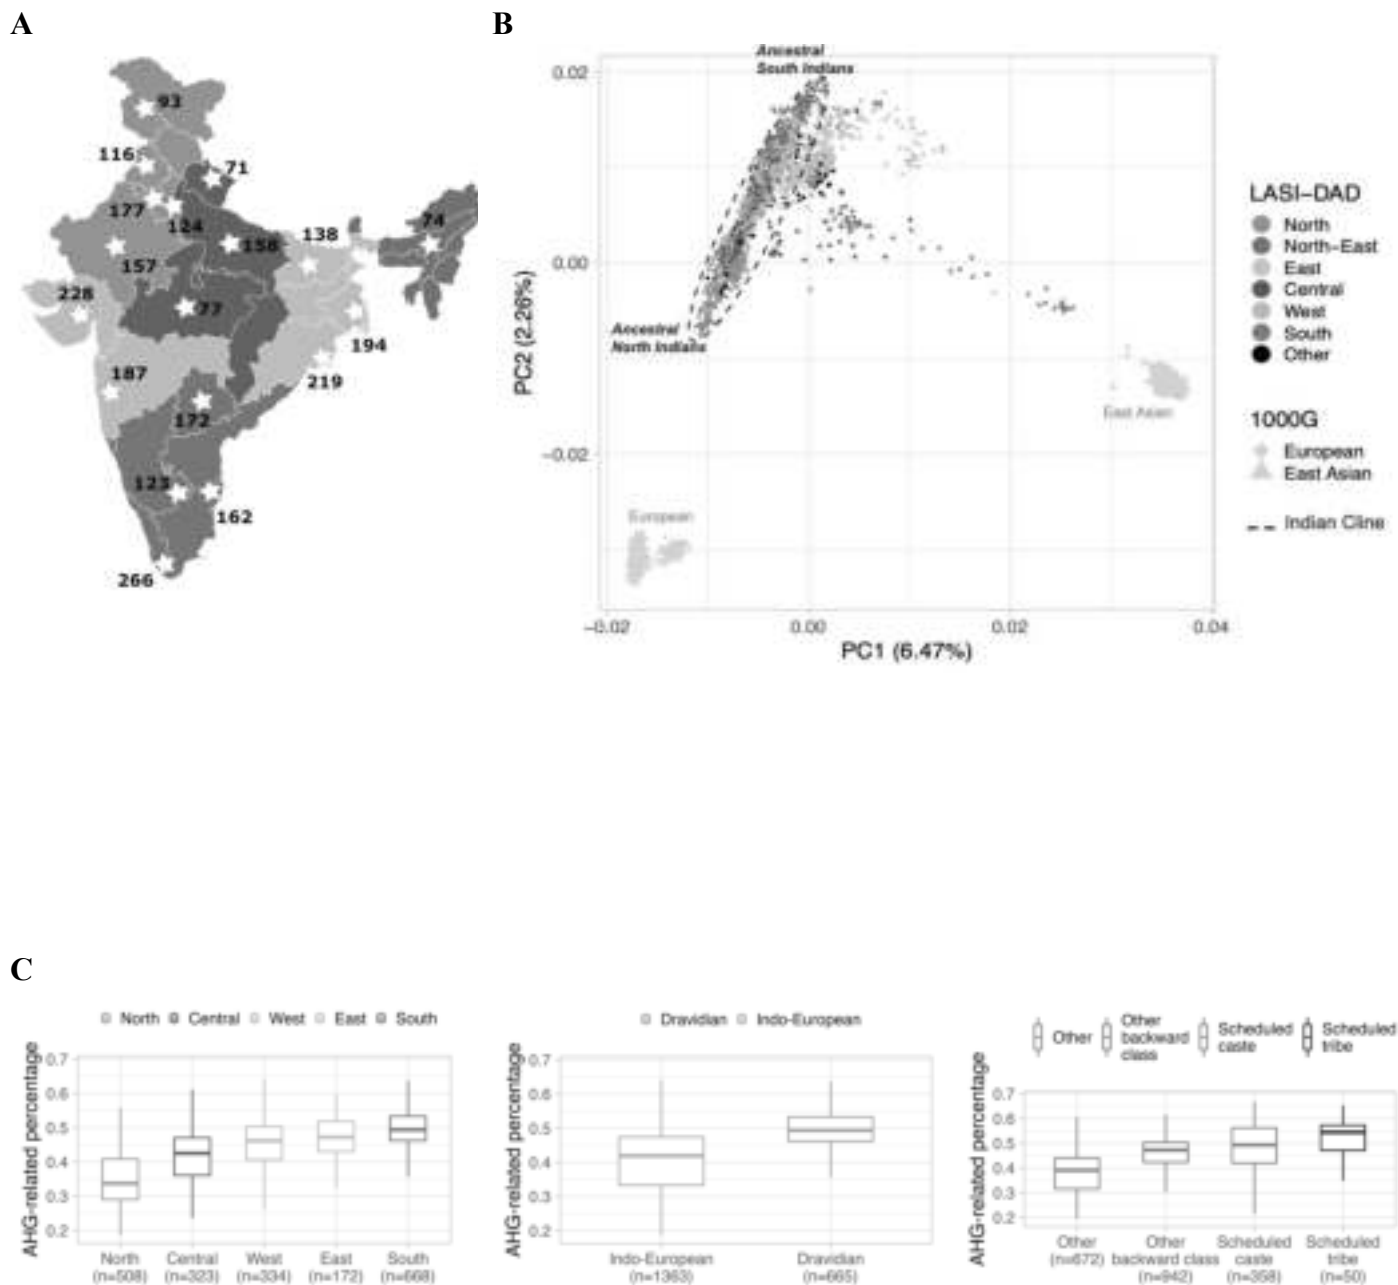 A
93
116
71
177
124
158
138
74
157
228
77
194
187
219
172
123
162
266
B
Ancestral
South Indians
0.02
0.00
−0.02
PC2 (2.26%)
Ancestral
North Indians
East Asian
European
−0.02
0.00
0.02
0.04
PC1 (6.47%)
LASI−DAD
North
North−East
East
Central
West
South
Other
1000G
European
East Asian
Indian Cline
C
North Central West East South
AHG-related percentage
0.7
0.6
0.5
0.4
0.3
0.2
North Central West East South
(n=508) (n=323) (n=334) (n=172) (n=668)
Dravidian Indo-European
AHG-related percentage
0.7
0.6
0.5
0.4
0.3
0.2
Indo-European Dravidian
(n=1363) (n=665)
Other
Other backward class
Scheduled caste
Scheduled tribe
AHG-related percentage
0.7
0.6
0.5
0.4
0.3
0.2
Other Other Scheduled Scheduled
(n=672) backward class caste tribe
(n=942) (n=358) (n=50)